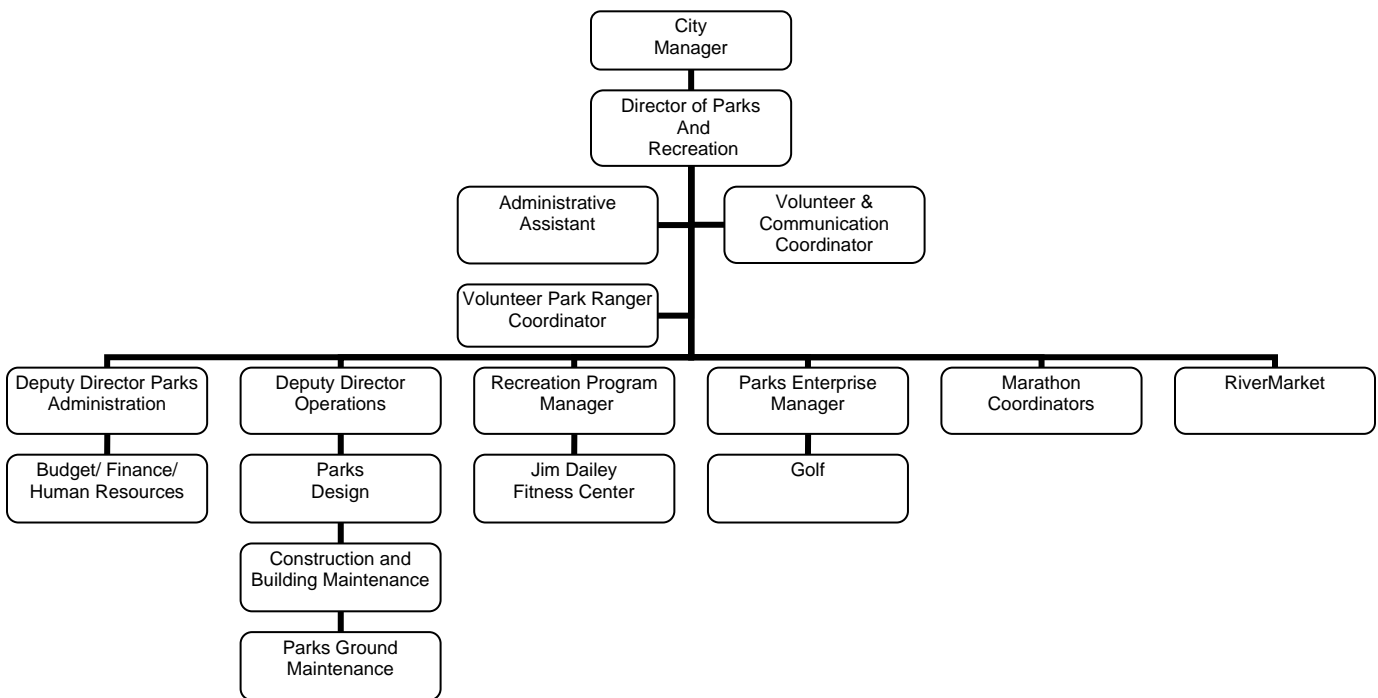 City
Manager
Director of Parks
And
Recreation
Administrative
Assistant
Volunteer &
Communication
Coordinator
Volunteer Park Ranger
Coordinator
Deputy Director Parks
Administration
Deputy Director
Operations
Recreation Program
Manager
Parks Enterprise
Manager
Marathon
Coordinators
RiverMarket
Budget/ Finance/
Human Resources
Parks
Design
Jim Dailey
Fitness Center
Golf
Construction and
Building Maintenance
Parks Ground
Maintenance